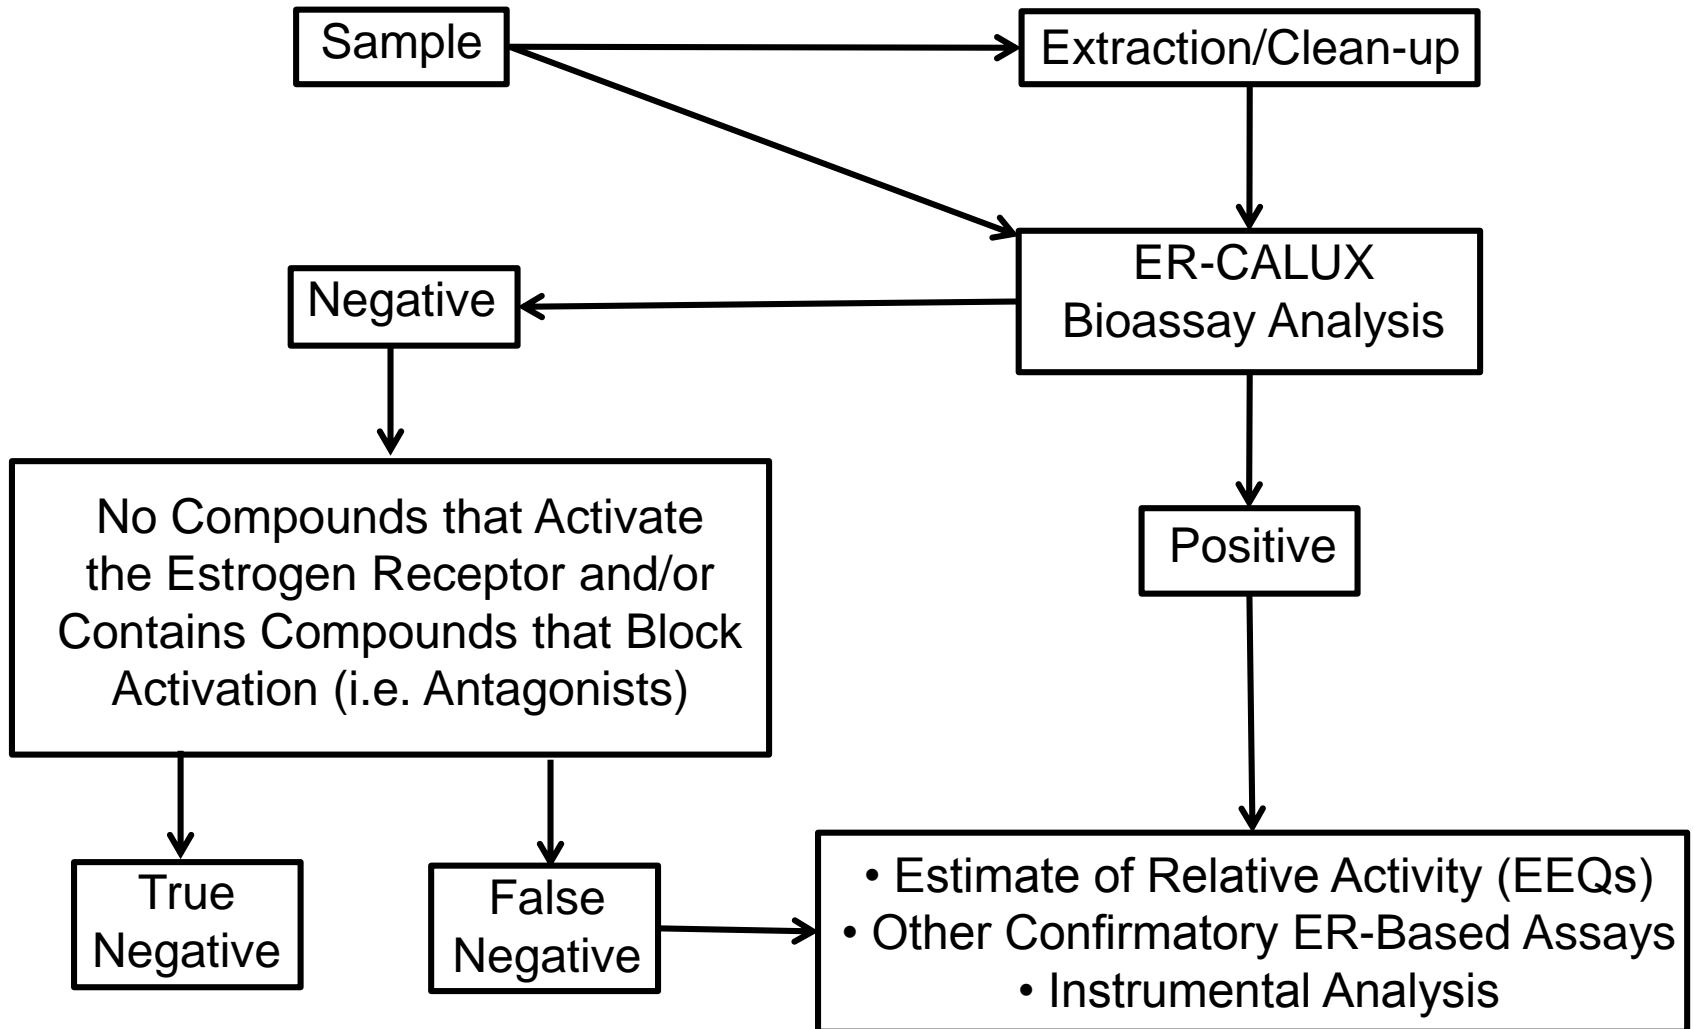 Sample
Extraction/Clean-up
ER-CALUX
Bioassay Analysis
Negative
No Compounds that Activate
the Estrogen Receptor and/or
Contains Compounds that Block
Activation (i.e. Antagonists)
Positive
True
Negative
False
Negative
• Estimate of Relative Activity (EEQs)
• Other Confirmatory ER-Based Assays
• Instrumental Analysis